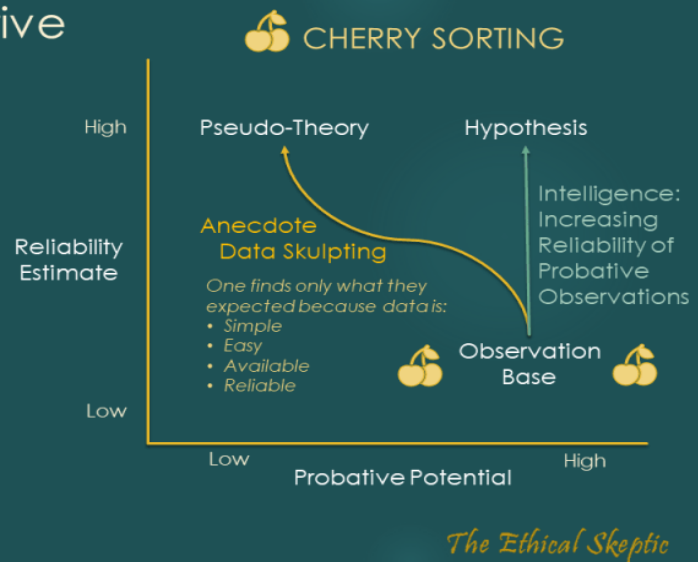 ive
CHERRY SORTING
High
Pseudo-Theory
Hypothesis
Reliability
Estimate
Anecdote
Data Skulpting
One finds only what they
expected because data is:
• Simple
• Easy
• Available
• Reliable
Intelligence:
Increasing
Reliability of
Probative
Observations
Observation
Base
Low
Low
High
Probative Potential
The Ethical Skeptic